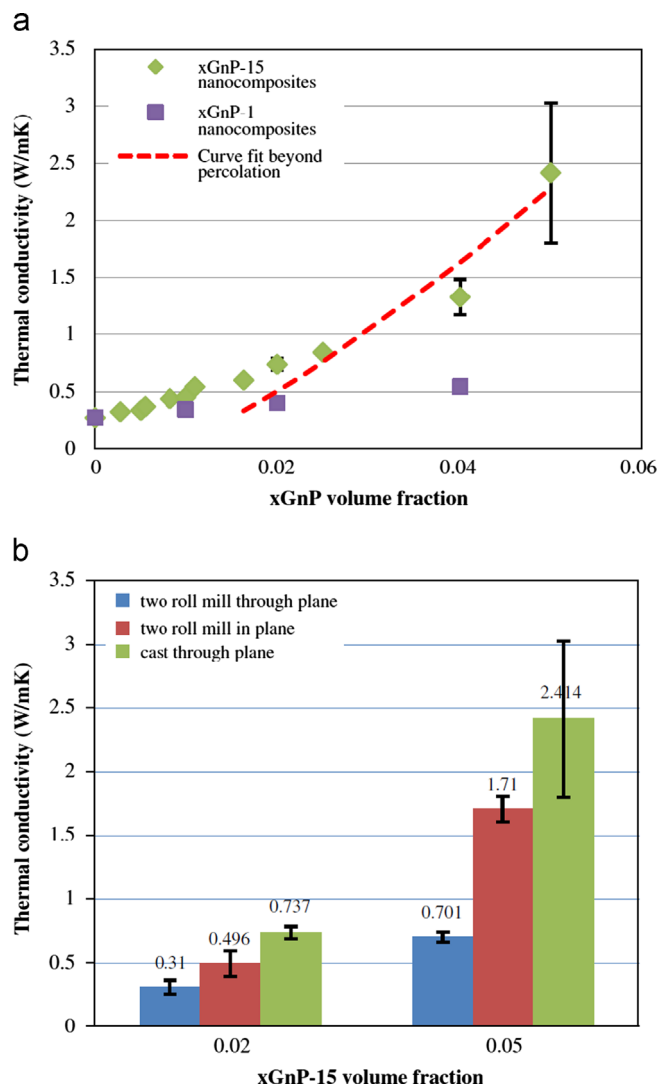 a
3.5
3
2.5
2
1.5
1
0.5
0
Thermal conductivity (W/mK)
xGnP-15
nanocomposites
xGnP-1
nanocomposites
Curve fit beyond
percolation
0
0.02
0.04
0.06
xGnP volume fraction
b
3.5
3
2.5
2
1.5
1
0.5
0
Thermal conductivity (W/mK)
two roll mill through plane
two roll mill in plane
cast through plane
0.31
0.496
0.737
0.701
1.71
2.414
0.02
0.05
xGnP-15 volume fraction